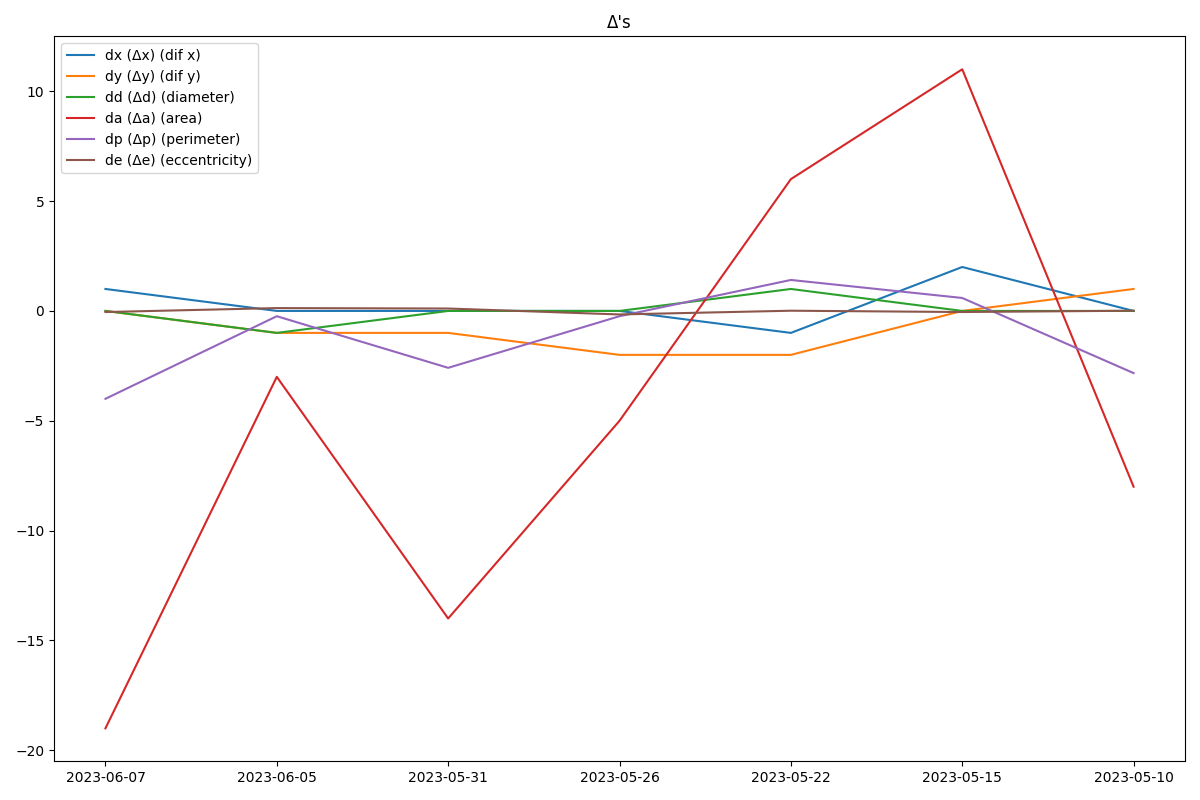 Δ's
dx (Δx) (dif x)
dy (Δy) (dif y)
dd (Δd) (diameter)
da (Δa) (area)
dp (Δp) (perimeter)
de (Δe) (eccentricity)
10
5
0
−5
−10
−15
−20
2023-06-07 2023-06-05 2023-05-31 2023-05-26 2023-05-22 2023-05-15 2023-05-10